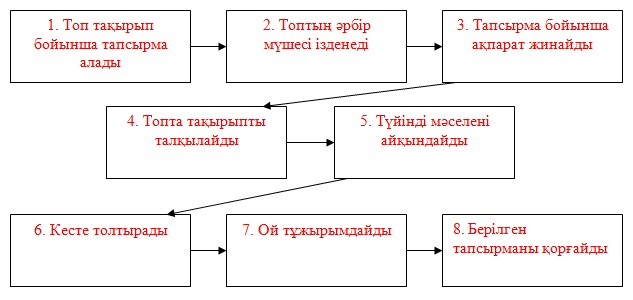 1. Топ тақырып
бойынша тапсырма
алады
2. Топтың әрбір
мүшесі ізденеді
3. Тапсырма бойынша
ақпарат жинайды
4. Топта тақырыпты
талқылайды
5. Түйінді мәселені
айқындайды
6. Кесте толтырады
7. Ой тұжырымдайды
8. Берілген
тапсырманы қорғайды